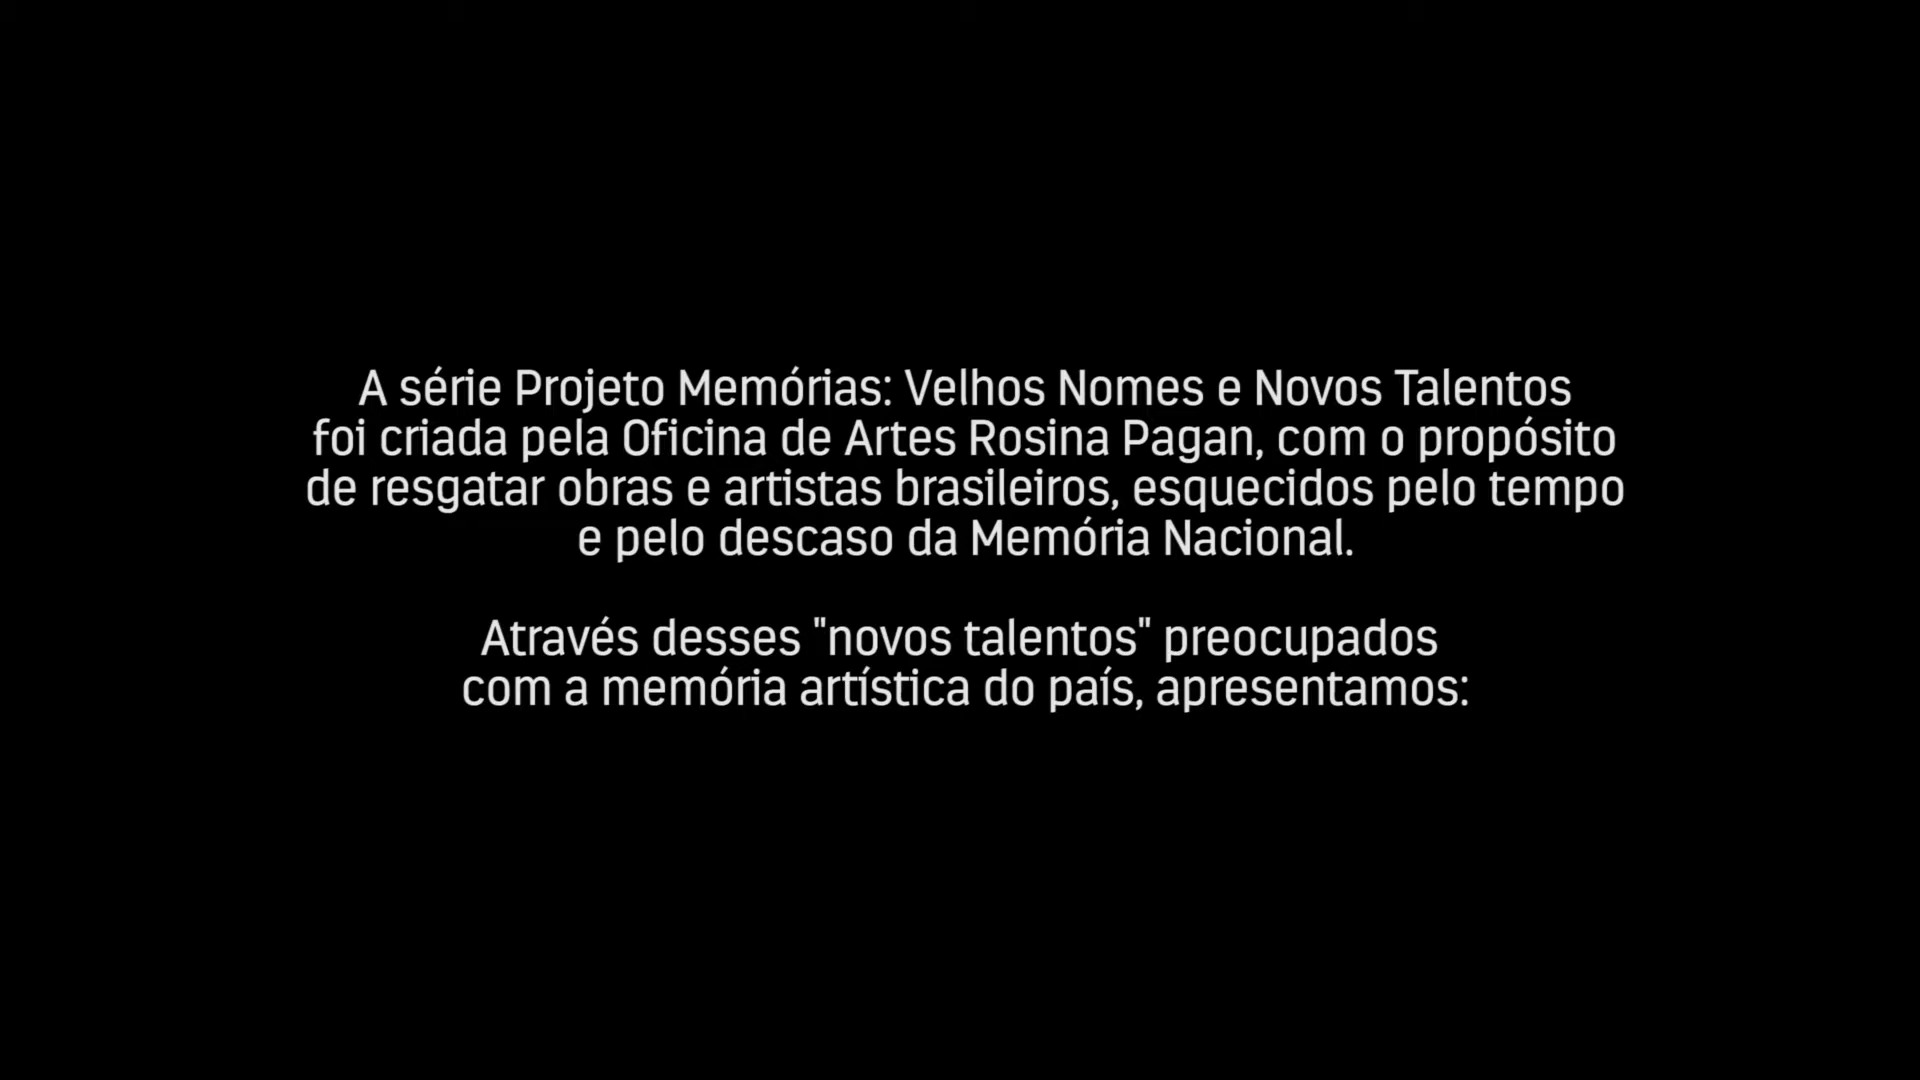 A série Projeto Memórias: Velhos Nomes e Novos Talentos
foi criada pela Oficina de Artes Rosina Pagan, com o propósito
de resgatar obras e artistas brasileiros, esquecidos pelo tempo
e pelo descaso da Memória Nacional.
Através desses "novos talentos" preocupados
com a memória artística do país, apresentamos: